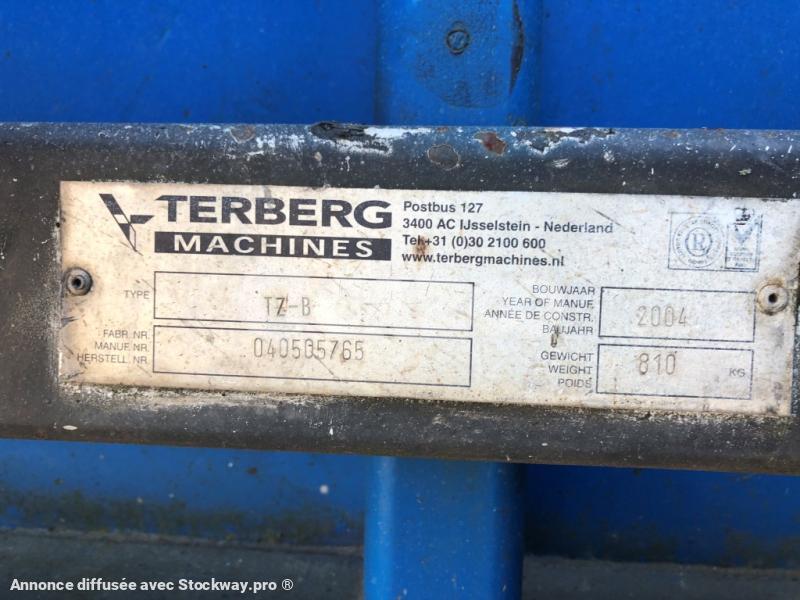 TERBERG
MACHINES
Postbus 127
3400 AC IJsselstein - Nederland
Tel:+31 (0)30 2100 600
www.terbergmachines.nl
TYPE
TZ-B
FABR. NR.
MANUF. NR.
HERSTELL. NR.
040505765
BOUWJAAR
YEAR OF MANUF.
ANNÉE DE CONSTR.
BAUJAHR
2004
GEWICHT
WEIGHT
POIDS
810 KG
R
Annonce diffusée avec Stockway.pro ®